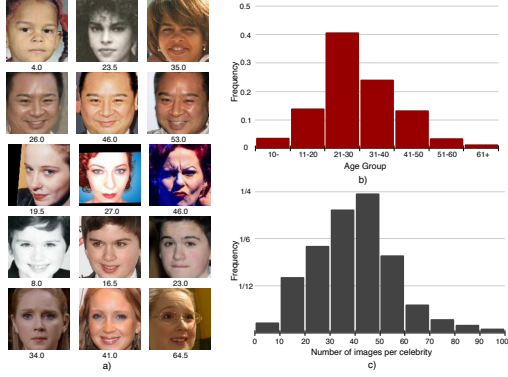 4.0 23.5 35.0
26.0 46.0 53.0
19.5 27.0 46.0
8.0 16.5 23.0
34.0 41.0 64.5
a)
0.5
0.4
0.3
0.2
0.1
0
Frequency
10- 11-20 21-30 31-40 41-50 51-60 61+
Age Group
b)
1/4
1/6
1/12
Frequency
0 10 20 30 40 50 60 70 80 90 100
Number of images per celebrity
c)